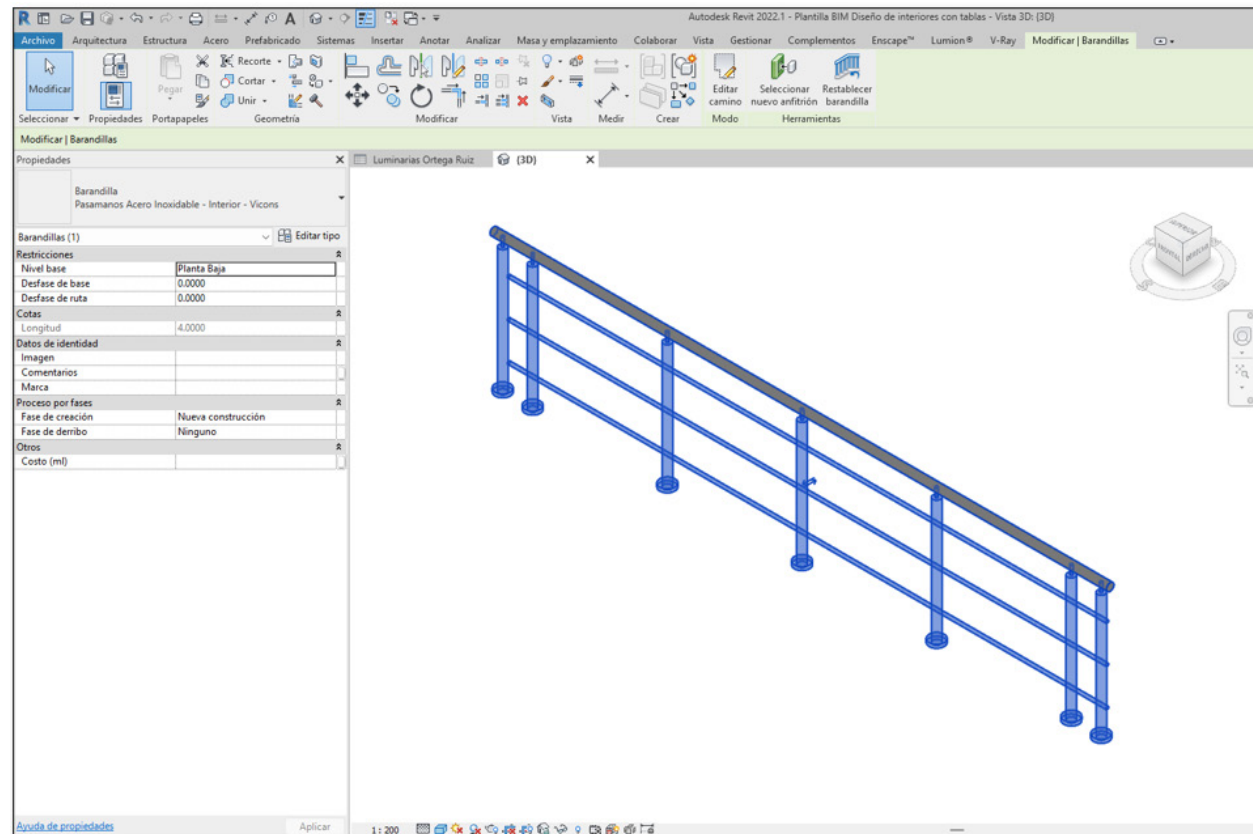 Autodesk Revit 2022.1 - Plantilla BIM Diseño de interiores con tablas - Vista 3D: {3D}
Archivo Arquitectura Estructura Acero Prefabricado Sistemas Insertar Anotar Analizar Masa y emplazamiento Colaborar Vista Gestionar Complementos Enscape™ Lumion® V-Ray Modificar | Barandillas
Modificar Pegar Recorte Cortar Unir Editar camino Seleccionar nuevo anfitrión Restablecer barandilla
Seleccionar Propiedades Portapapeles Geometría Modificar Vista Medir Crear Modo Herramientas
Modificar | Barandillas
Propiedades
Luminarias Ortega Ruiz {3D}
Barandilla
Pasamanos Acero Inoxidable - Interior - Vicons
Barandillas (1) Editar tipo
Restricciones
Nivel base Planta Baja
Desfase de base 0.0000
Desfase de ruta 0.0000
Cotas
Longitud 4.0000
Datos de identidad
Imagen
Comentarios
Marca
Proceso por fases
Fase de creación Nueva construcción
Fase de derribo Ninguno
Otros
Costo (ml)
Ayuda de propiedades Aplicar
1 : 200